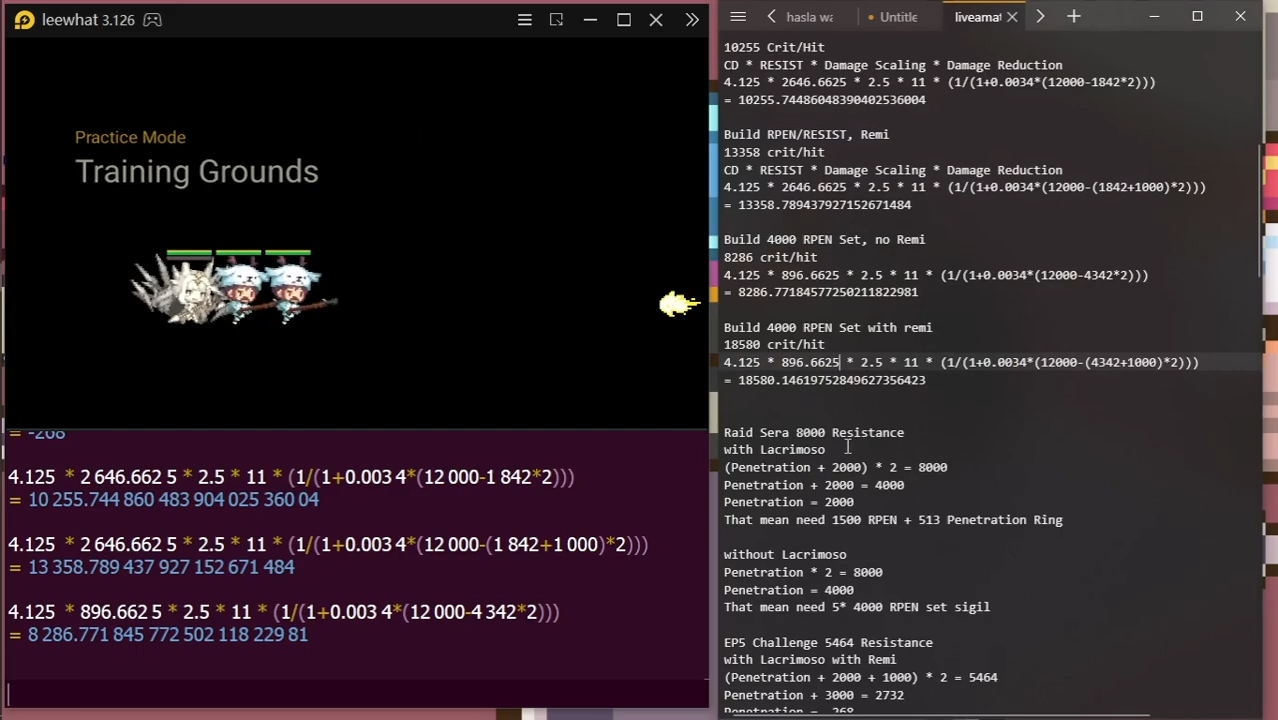 leewhat 3.126
Practice Mode
Training Grounds
= -268
4.125 * 2 646.662 5 * 2.5 * 11 * (1/(1+0.003 4*(12 000-1 842*2)))
= 10 255.744 860 483 904 025 360 04
4.125 * 2 646.662 5 * 2.5 * 11 * (1/(1+0.003 4*(12 000-(1 842+1 000)*2)))
= 13 358.789 437 927 152 671 484
4.125 * 896.662 5 * 2.5 * 11 * (1/(1+0.003 4*(12 000-4 342*2)))
= 8 286.771 845 772 502 118 229 81
hasla wa
Untitle
liveamat
10255 Crit/Hit
CD * RESIST * Damage Scaling * Damage Reduction
4.125 * 2646.6625 * 2.5 * 11 * (1/(1+0.0034*(12000-1842*2)))
= 10255.74486048390402536004
Build RPEN/RESIST, Remi
13358 crit/hit
CD * RESIST * Damage Scaling * Damage Reduction
4.125 * 2646.6625 * 2.5 * 11 * (1/(1+0.0034*(12000-(1842+1000)*2)))
= 13358.789437927152671484
Build 4000 RPEN Set, no Remi
8286 crit/hit
4.125 * 896.6625 * 2.5 * 11 * (1/(1+0.0034*(12000-4342*2)))
= 8286.77184577250211822981
Build 4000 RPEN Set with remi
18580 crit/hit
4.125 * 896.6625 * 2.5 * 11 * (1/(1+0.0034*(12000-(4342+1000)*2)))
= 18580.14619752849627356423
Raid Sera 8000 Resistance
with Lacrimoso
(Penetration + 2000) * 2 = 8000
Penetration + 2000 = 4000
Penetration = 2000
That mean need 1500 RPEN + 513 Penetration Ring
without Lacrimoso
Penetration * 2 = 8000
Penetration = 4000
That mean need 5* 4000 RPEN set sigil
EP5 Challenge 5464 Resistance
with Lacrimoso with Remi
(Penetration + 2000 + 1000) * 2 = 5464
Penetration + 3000 = 2732
Penetration = -268